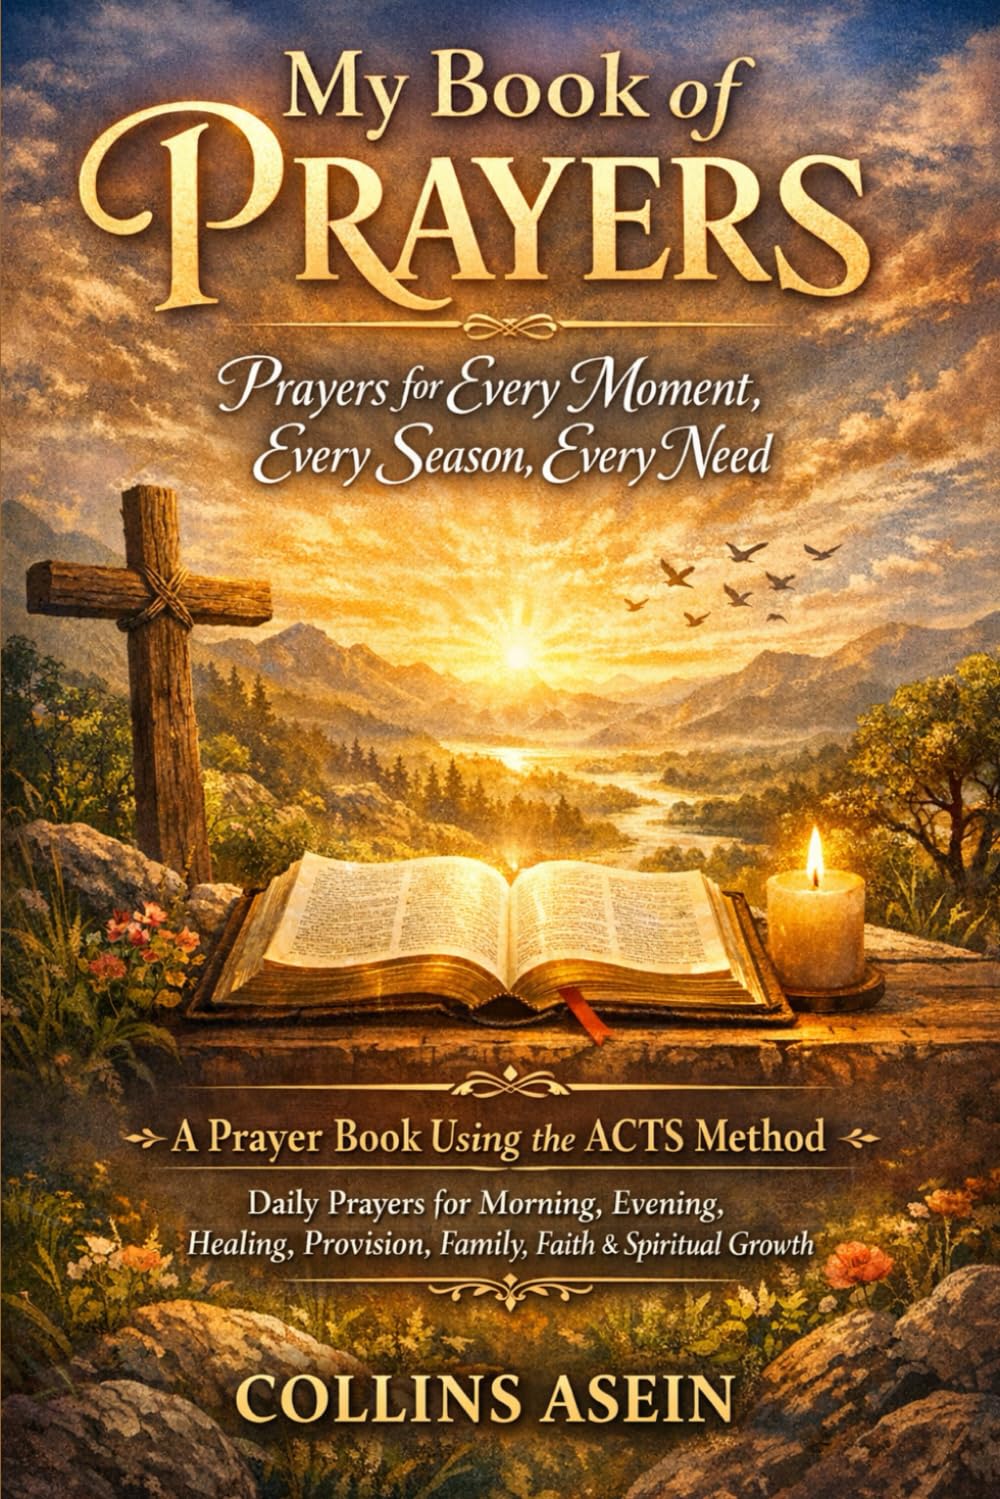 My Book of
PRAYERS
Prayers for Every Moment,
Every Season, Every Need
A Prayer Book Using the ACTS Method
Daily Prayers for Morning, Evening,
Healing, Provision, Family, Faith & Spiritual Growth
COLLINS ASEIN